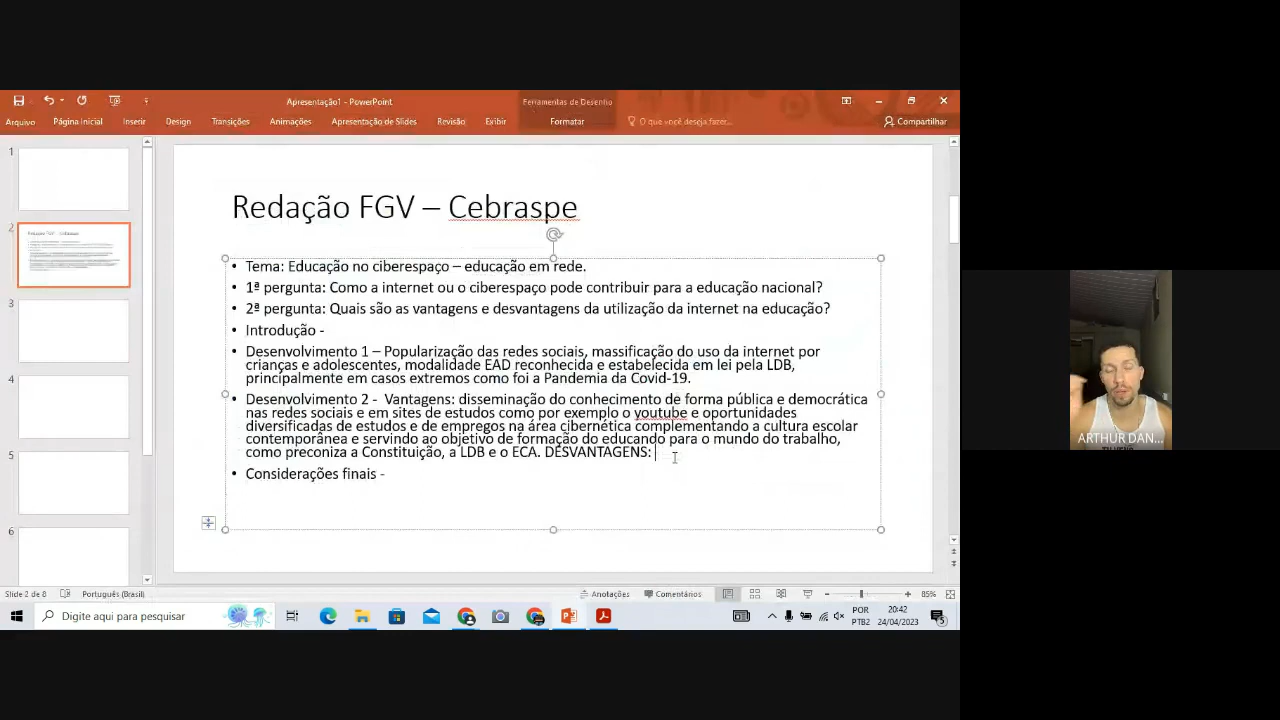 Apresentação1 - PowerPoint
Ferramentas de Desenho
Arquivo
Página Inicial
Inserir
Design
Transições
Animações
Apresentação de Slides
Revisão
Exibir
Formatar
O que você deseja fazer...
Compartilhar
1
2
3
4
5
6
Redação FGV – Cebraspe
• Tema: Educação no ciberespaço – educação em rede.
• 1ª pergunta: Como a internet ou o ciberespaço pode contribuir para a educação nacional?
• 2ª pergunta: Quais são as vantagens e desvantagens da utilização da internet na educação?
• Introdução -
• Desenvolvimento 1 – Popularização das redes sociais, massificação do uso da internet por
crianças e adolescentes, modalidade EAD reconhecida e estabelecida em lei pela LDB,
principalmente em casos extremos como foi a Pandemia da Covid-19.
• Desenvolvimento 2 - Vantagens: disseminação do conhecimento de forma pública e democrática
nas redes sociais e em sites de estudos como por exemplo o youtube e oportunidades
diversificadas de estudos e de empregos na área cibernética complementando a cultura escolar
contemporânea e servindo ao objetivo de formação do educando para o mundo do trabalho,
como preconiza a Constituição, a LDB e o ECA. DESVANTAGENS:
• Considerações finais -
ARTHUR DAN...
Slide 2 de 8
Português (Brasil)
Anotações
Comentários
85%
Digite aqui para pesquisar
POR
PTB2
20:42
24/04/2023
5